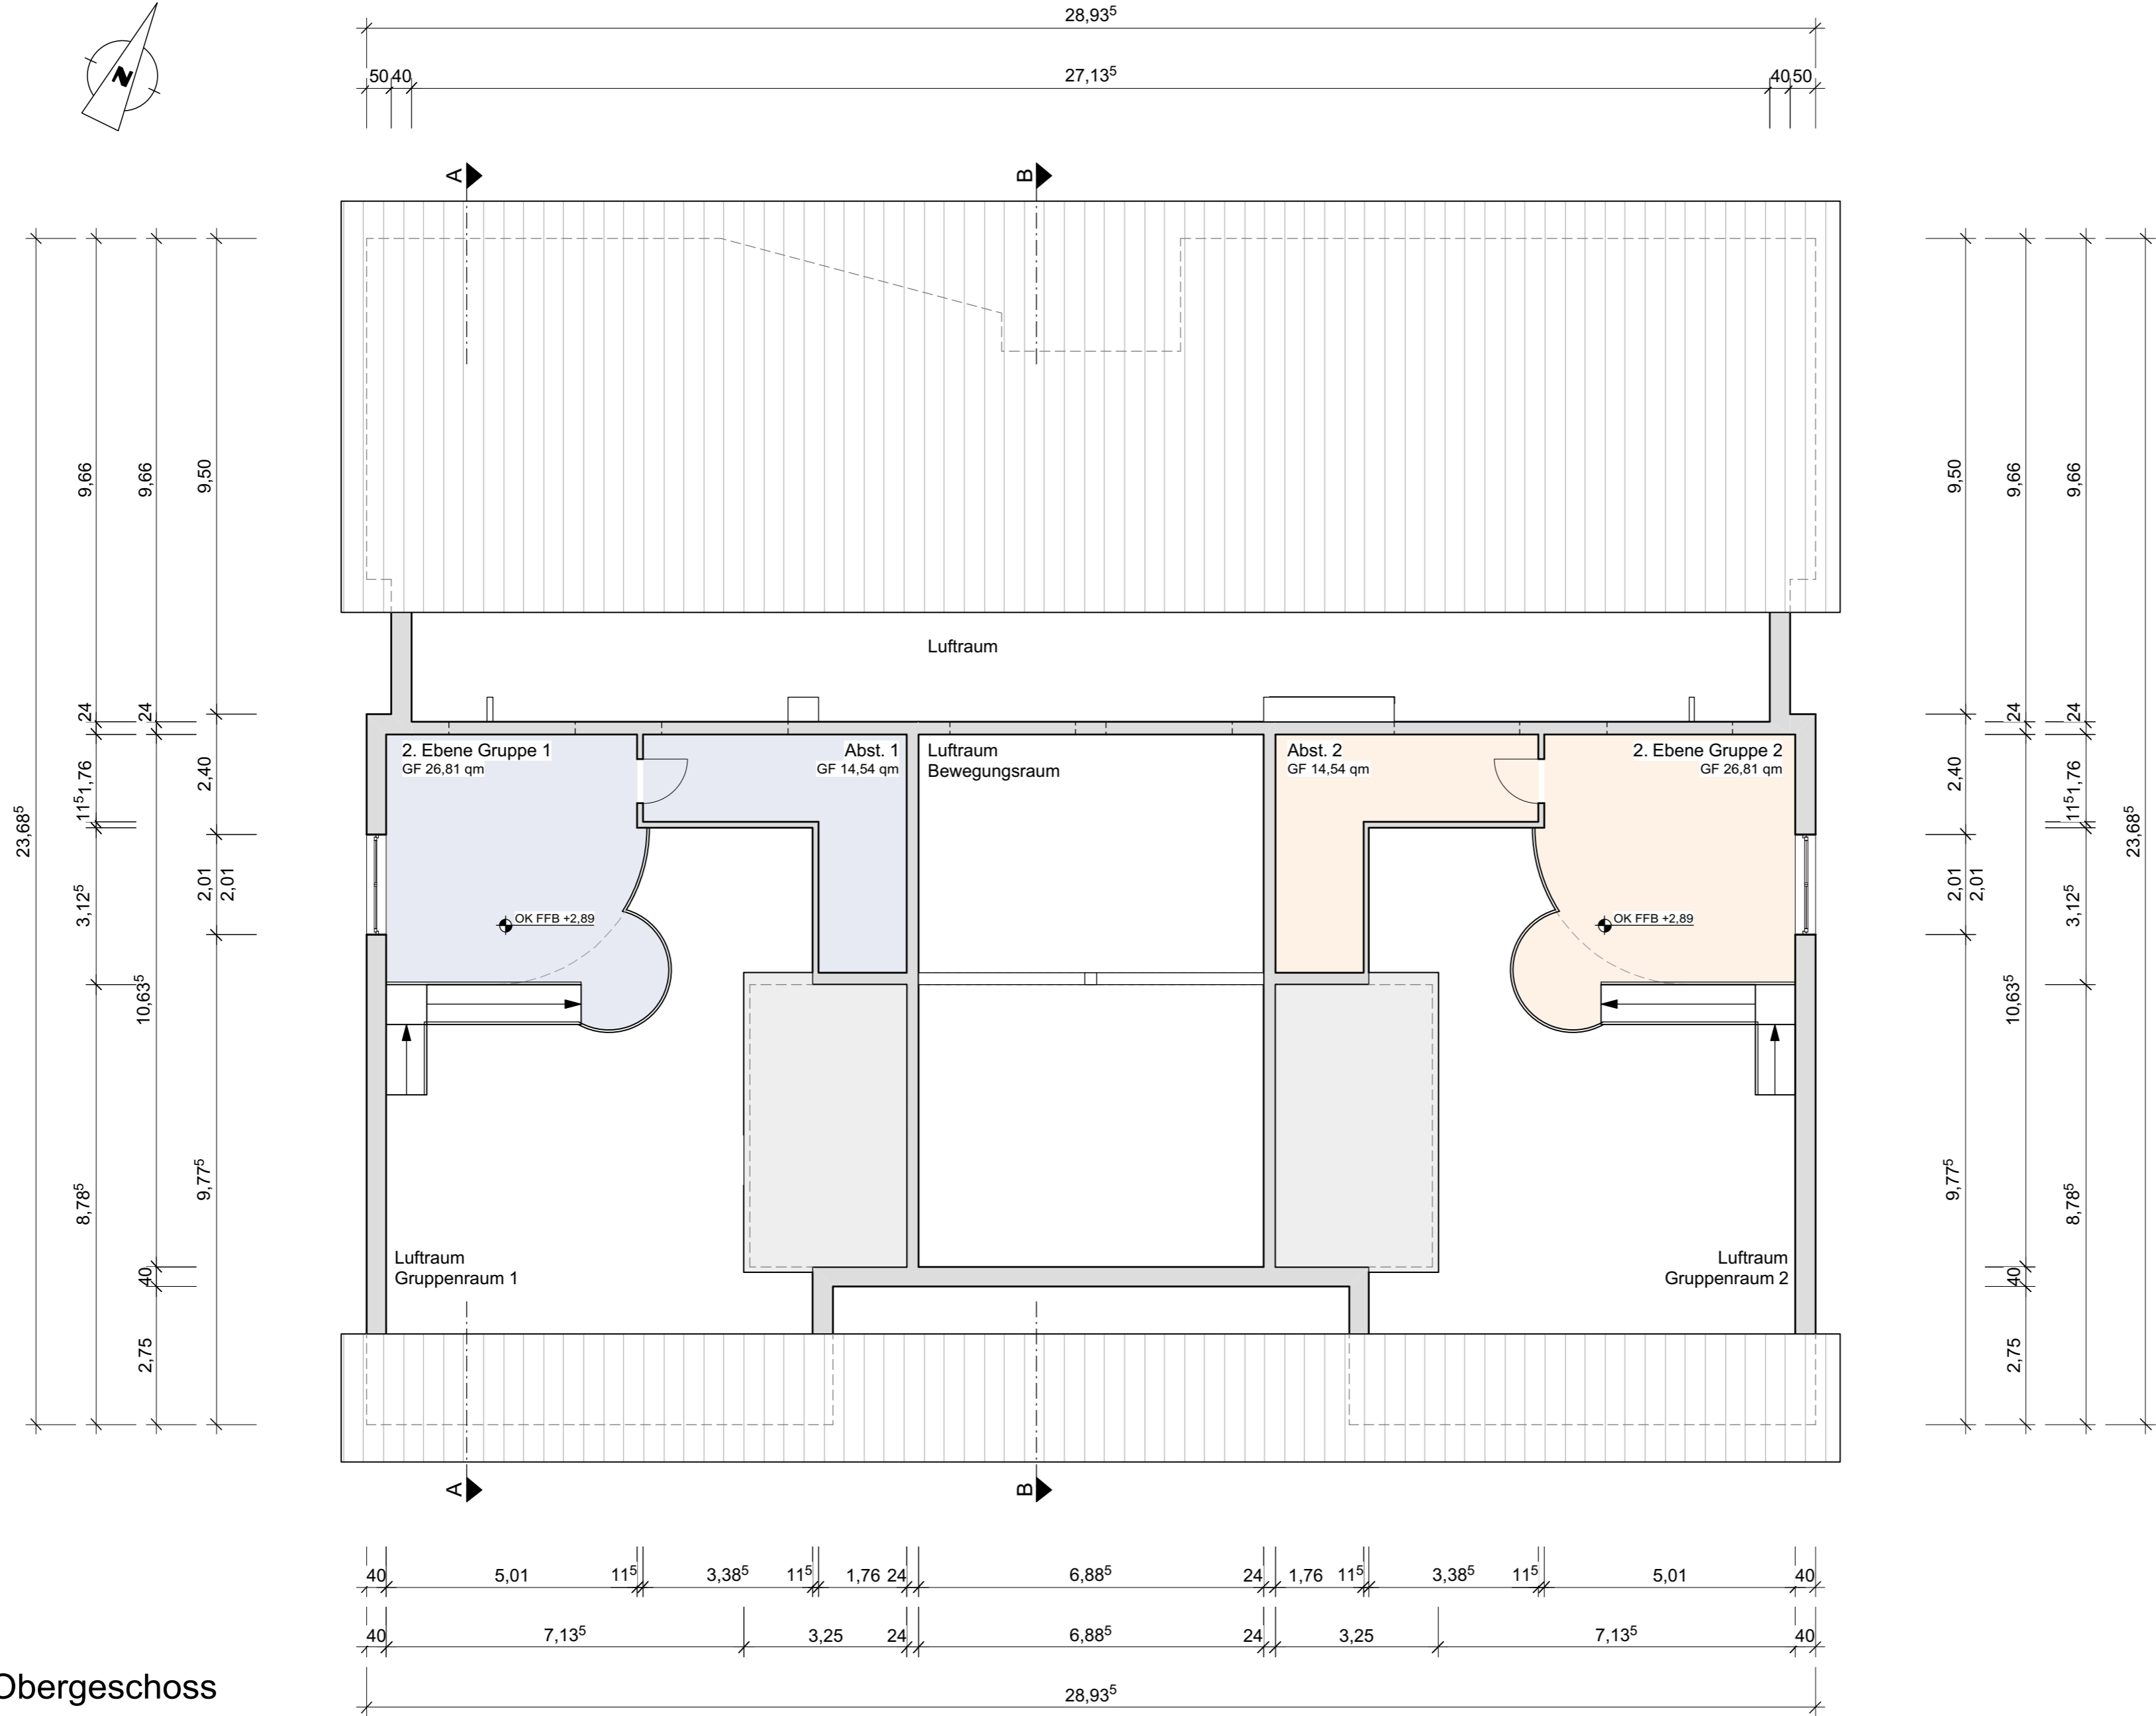 28,93⁵
50 40 27,13⁵ 40 50
N
A B
9,66 9,66 9,50
9,50 9,66 9,66
Luftraum
24 24
24 24
2. Ebene Gruppe 1
GF 26,81 qm
Abst. 1
GF 14,54 qm
Luftraum
Bewegungsraum
Abst. 2
GF 14,54 qm
2. Ebene Gruppe 2
GF 26,81 qm
23,68⁵ 11⁵ 1,76 2,40
2,40 11⁵ 1,76 23,68⁵
3,12⁵ 2,01 2,01
2,01 2,01 3,12⁵
OK FFB +2,89
OK FFB +2,89
10,63⁵
10,63⁵
8,78⁵ 9,77⁵
9,77⁵ 8,78⁵
Luftraum
Gruppenraum 1
Luftraum
Gruppenraum 2
40
40
2,75
2,75
A B
40 5,01 11⁵ 3,38⁵ 11⁵ 1,76 24 6,88⁵ 24 1,76 11⁵ 3,38⁵ 11⁵ 5,01 40
40 7,13⁵ 3,25 24 6,88⁵ 24 3,25 7,13⁵ 40
Obergeschoss
28,93⁵